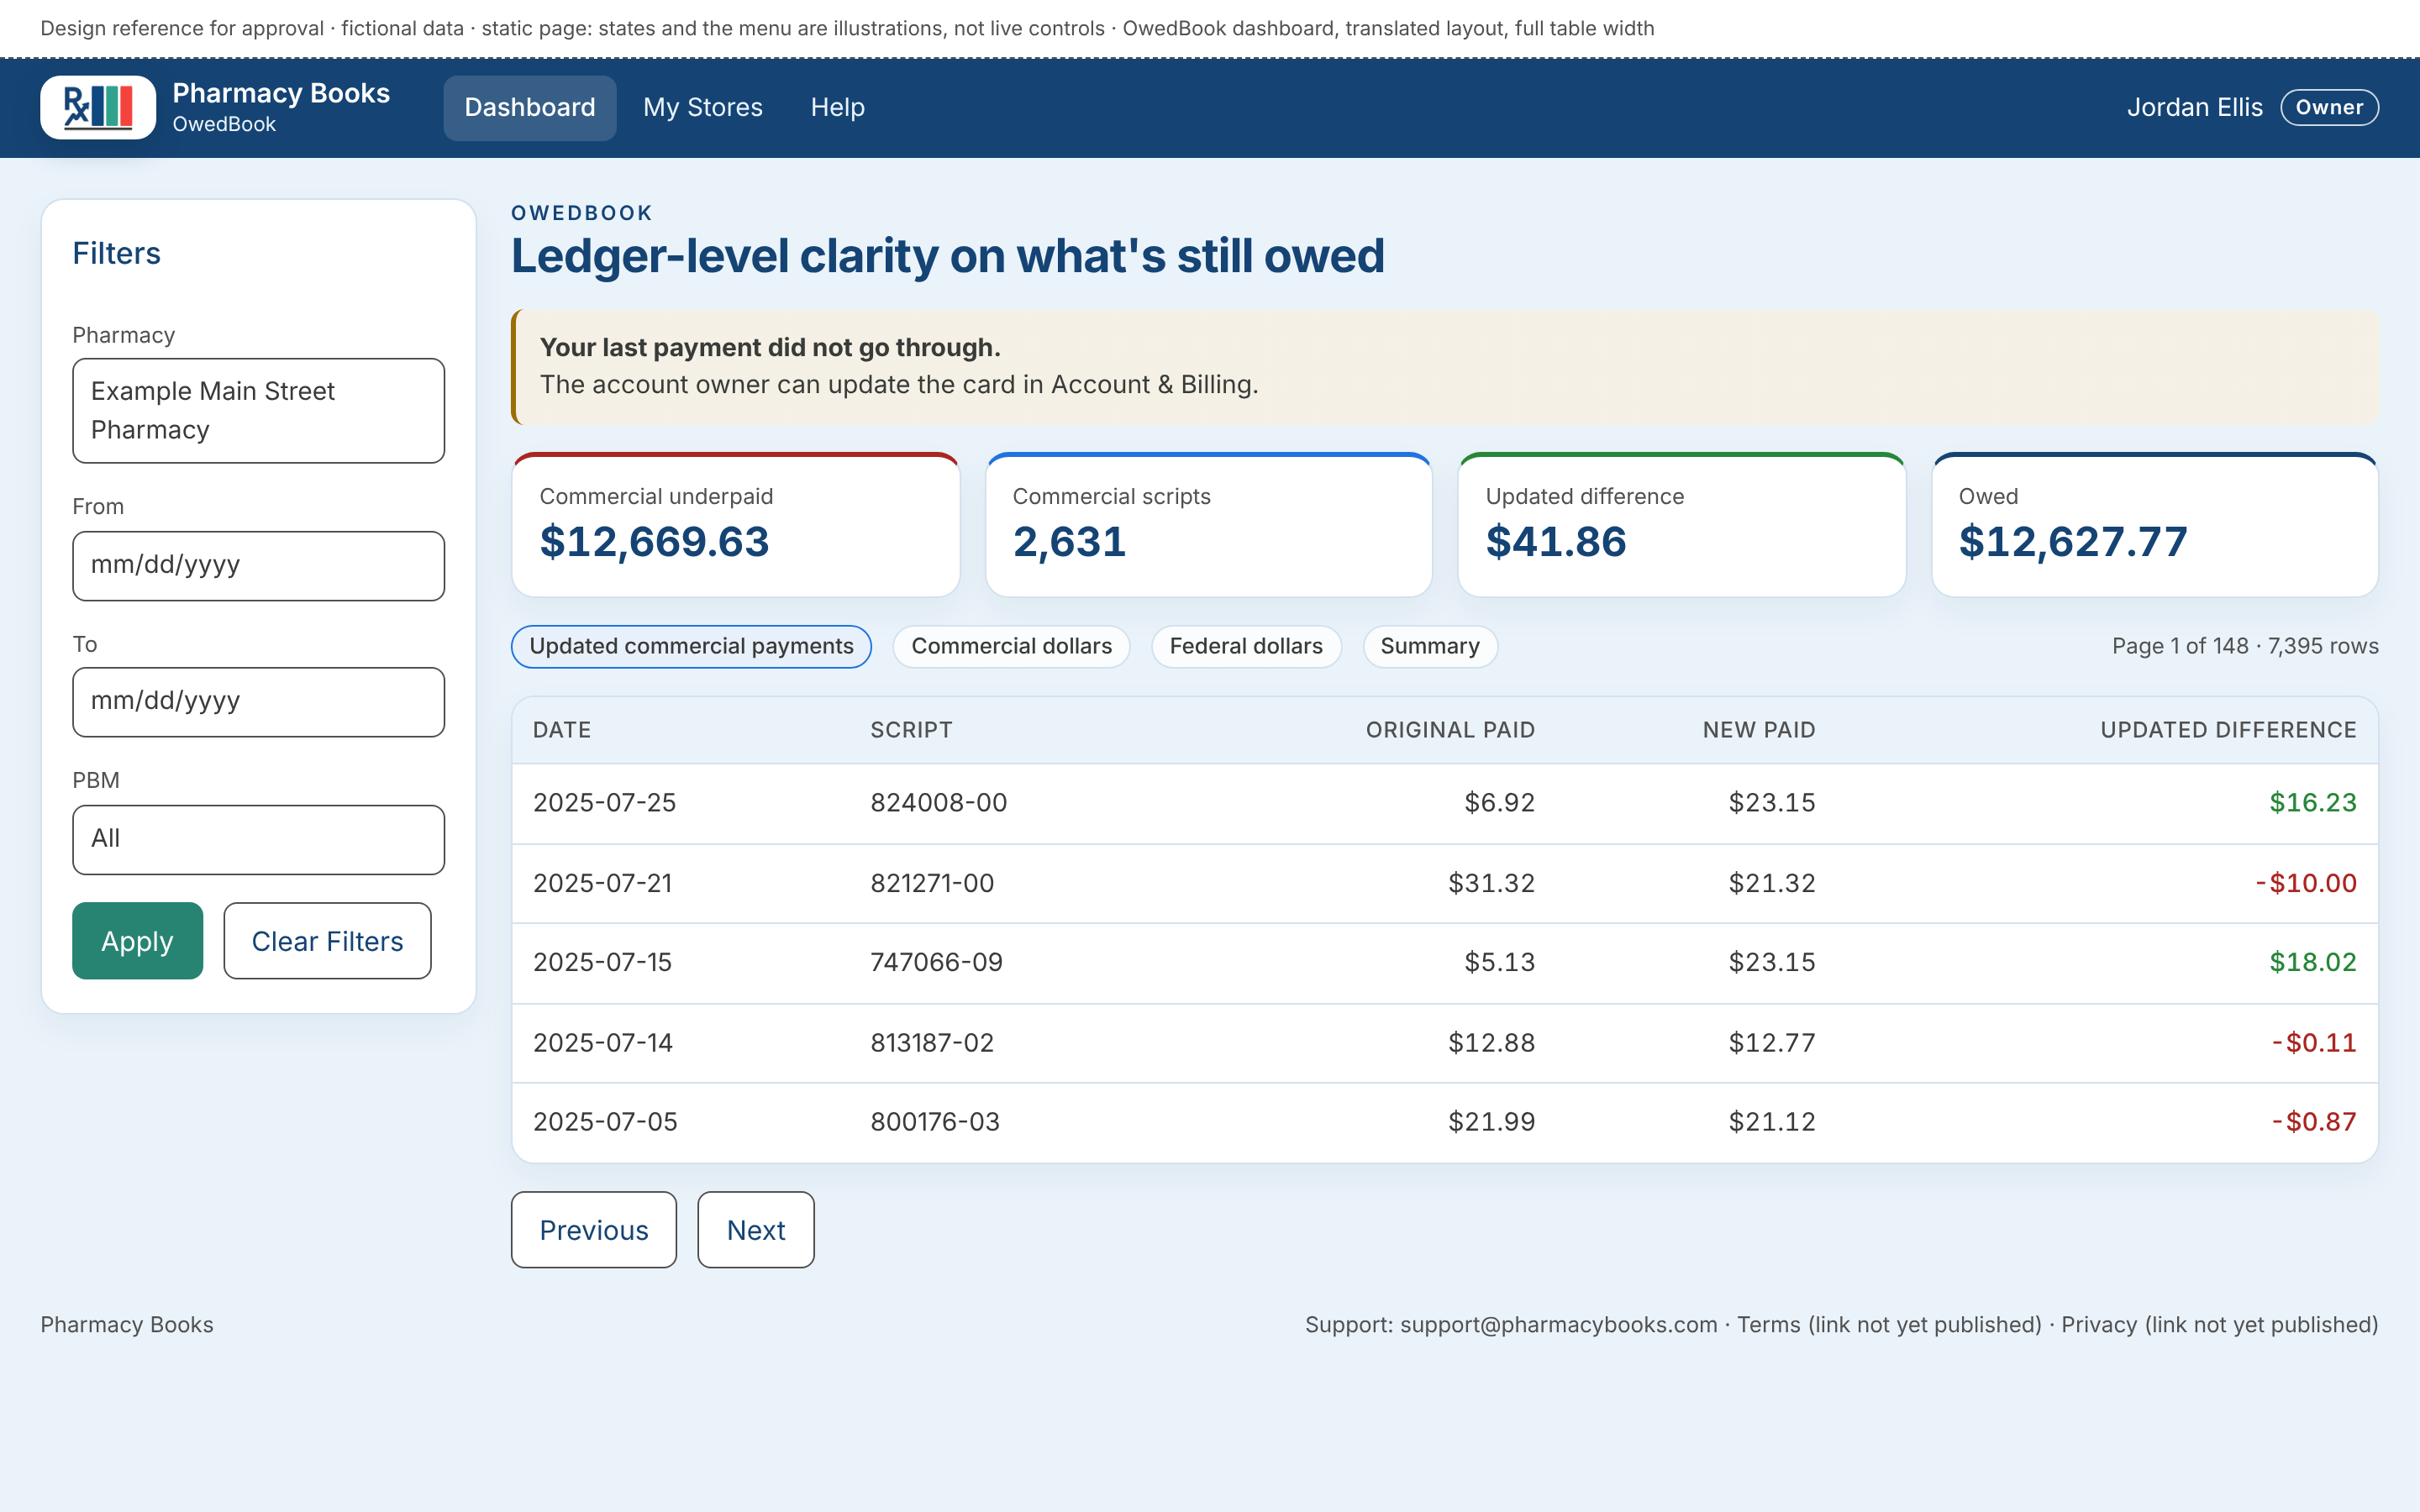 Design reference for approval · fictional data · static page: states and the menu are illustrations, not live controls · OwedBook dashboard, translated layout, full table width
Rx
Pharmacy Books
OwedBook
Dashboard
My Stores
Help
Jordan Ellis
Owner
Filters
Pharmacy
Example Main Street
Pharmacy
From
mm/dd/yyyy
To
mm/dd/yyyy
PBM
All
Apply
Clear Filters
OWEDBOOK
Ledger-level clarity on what's still owed
Your last payment did not go through.
The account owner can update the card in Account & Billing.
Commercial underpaid
$12,669.63
Commercial scripts
2,631
Updated difference
$41.86
Owed
$12,627.77
Updated commercial payments
Commercial dollars
Federal dollars
Summary
Page 1 of 148 · 7,395 rows
DATE SCRIPT ORIGINAL PAID NEW PAID UPDATED DIFFERENCE
2025-07-25 824008-00 $6.92 $23.15 $16.23
2025-07-21 821271-00 $31.32 $21.32 -$10.00
2025-07-15 747066-09 $5.13 $23.15 $18.02
2025-07-14 813187-02 $12.88 $12.77 -$0.11
2025-07-05 800176-03 $21.99 $21.12 -$0.87
Previous
Next
Pharmacy Books
Support: support@pharmacybooks.com · Terms (link not yet published) · Privacy (link not yet published)